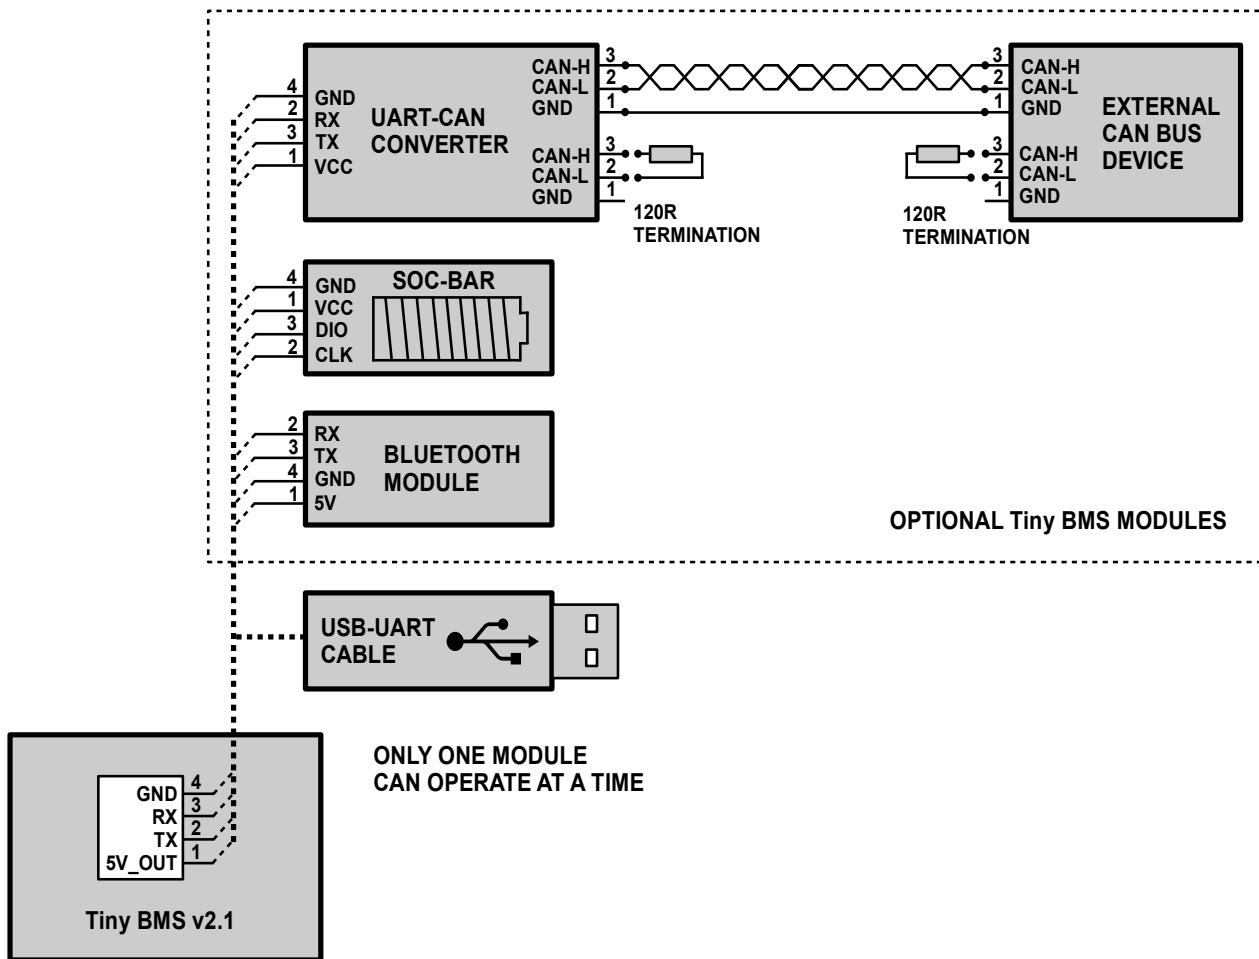 UART-CAN
CONVERTER
4 GND
2 RX
3 TX
1 VCC
CAN-H 3
CAN-L 2
GND 1
CAN-H 3
CAN-L 2
GND 1
120R
TERMINATION
3 CAN-H
2 CAN-L
1 GND
3 CAN-H
2 CAN-L
1 GND
EXTERNAL
CAN BUS
DEVICE
120R
TERMINATION
SOC-BAR
4 GND
1 VCC
3 DIO
2 CLK
2 RX
3 TX
4 GND
1 5V
BLUETOOTH
MODULE
OPTIONAL Tiny BMS MODULES
USB-UART
CABLE
ONLY ONE MODULE
CAN OPERATE AT A TIME
GND 4
RX 3
TX 2
5V_OUT 1
Tiny BMS v2.1